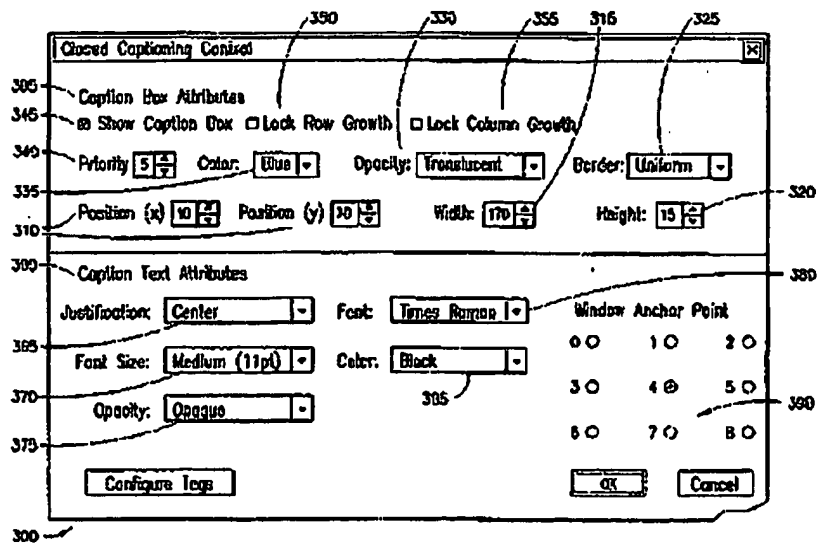 350 330 355 315 325
Closed Captioning Control
305 Caption Box Attributes
345 Show Caption Box Lock Row Growth Lock Column Growth
340 Priority 5 Color: Blue Opacity: Translucent Border: Uniform
335
310 Position (x) 10 Position (y) 30 Width: 170 Height: 15 320
Caption Text Attributes
Justification: Center Font: Times Roman Window Anchor Point 380
0 1 2
365
Font Size: Medium (11pt) Color: Black
370 3 4 5
Opacity: Opaque 390
375 6 7 8
Configure Tags OK Cancel
300